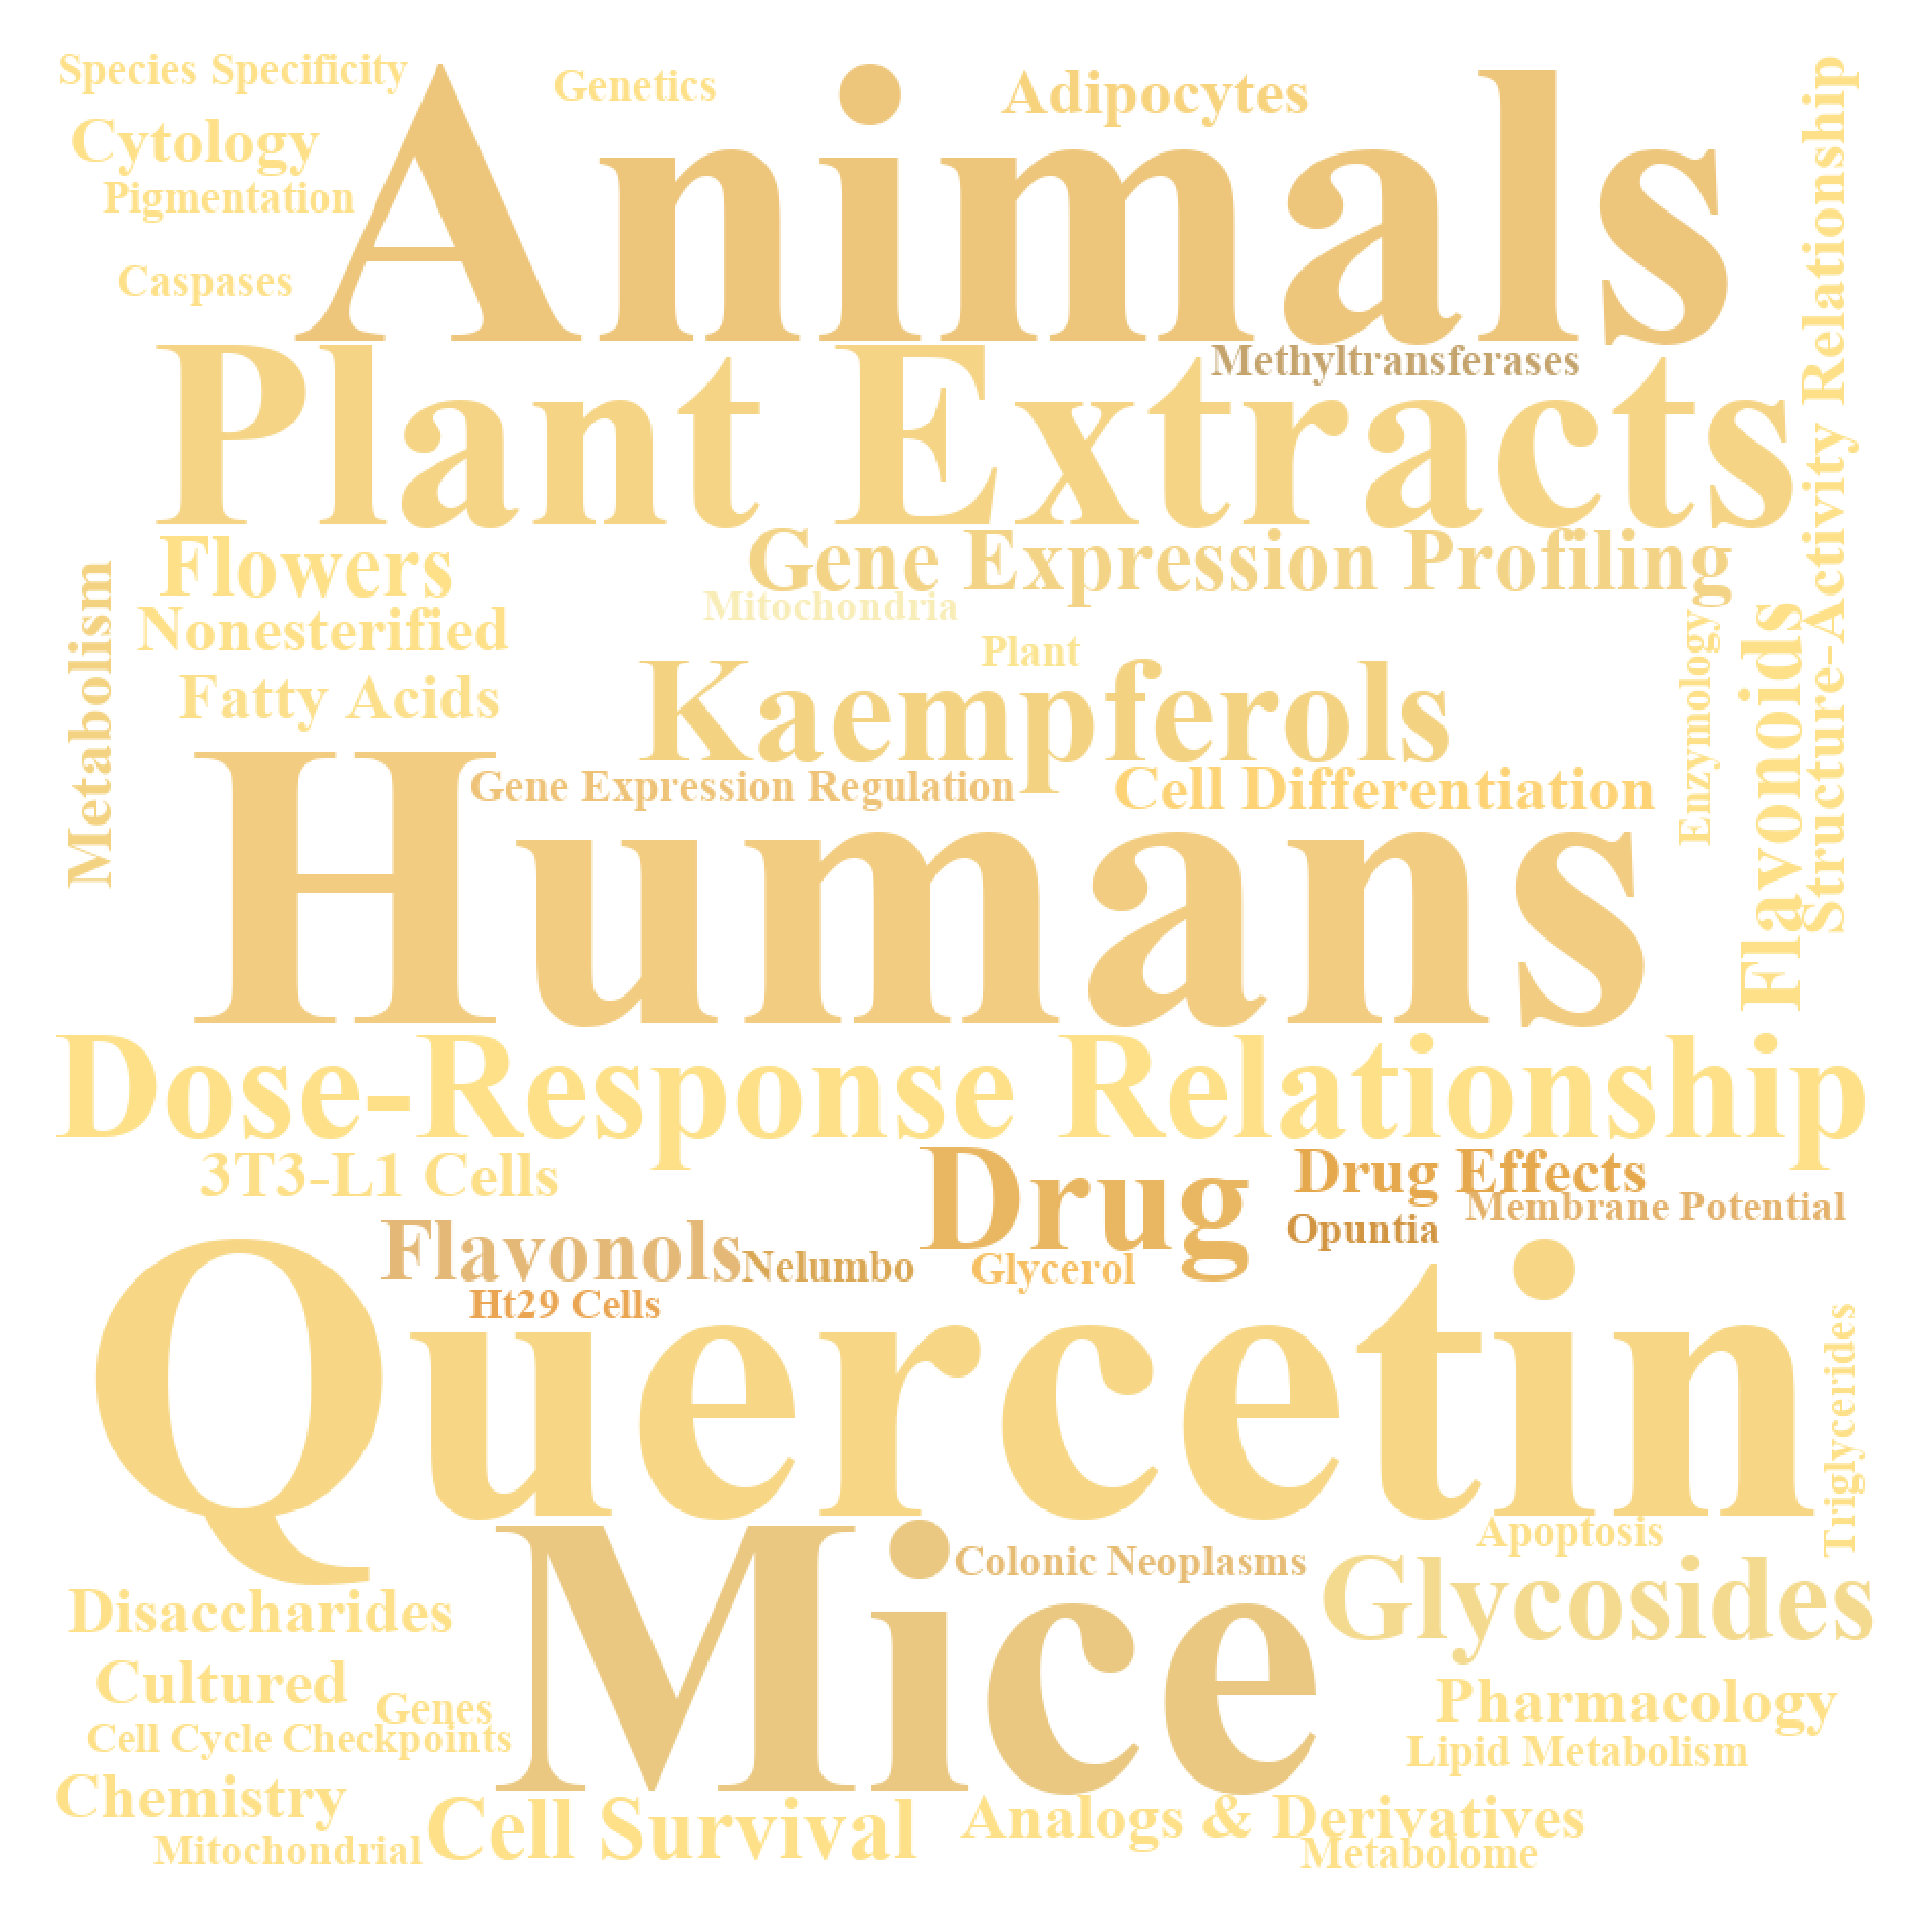 Species Specificity
Genetics
Adipocytes
Animals
Cytology
Pigmentation
Caspases
Structure-Activity Relationship
Plant Extracts
Methyltransferases
Flowers
Gene Expression Profiling
Nonesterified
Mitochondria
Plant
Metabolism
Enzymology
Flavonoids
Fatty Acids
Kaempferols
Gene Expression Regulation
Cell Differentiation
Humans
Dose-Response Relationship
3T3-L1 Cells
Drug
Drug Effects
Membrane Potential
Opuntia
Flavonols
Nelumbo
Glycerol
Ht29 Cells
Quercetin
Triglycerides
Apoptosis
Mice
Colonic Neoplasms
Glycosides
Disaccharides
Cultured
Genes
Cell Cycle Checkpoints
Pharmacology
Lipid Metabolism
Chemistry
Cell Survival
Analogs & Derivatives
Mitochondrial
Metabolome